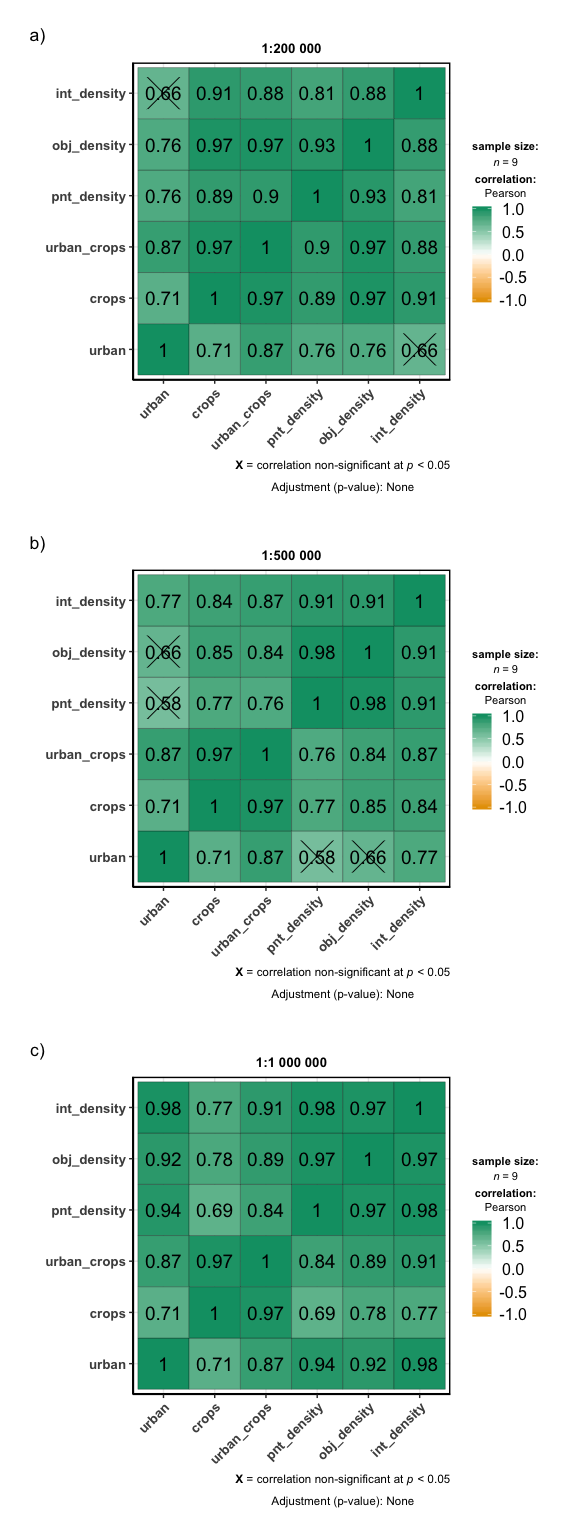 a)
1:200 000
int_density 0.66 0.91 0.88 0.81 0.88 1
obj_density 0.76 0.97 0.97 0.93 1 0.88
pnt_density 0.76 0.89 0.9 1 0.93 0.81
urban_crops 0.87 0.97 1 0.9 0.97 0.88
crops 0.71 1 0.97 0.89 0.97 0.91
urban 1 0.71 0.87 0.76 0.76 0.66
urban crops urban_crops pnt_density obj_density int_density
sample size:
n = 9
correlation:
Pearson
1.0
0.5
0.0
-0.5
-1.0
X = correlation non-significant at p < 0.05
Adjustment (p-value): None
b)
1:500 000
int_density 0.77 0.84 0.87 0.91 0.91 1
obj_density 0.66 0.85 0.84 0.98 1 0.91
pnt_density 0.58 0.77 0.76 1 0.98 0.91
urban_crops 0.87 0.97 1 0.76 0.84 0.87
crops 0.71 1 0.97 0.77 0.85 0.84
urban 1 0.71 0.87 0.58 0.66 0.77
urban crops urban_crops pnt_density obj_density int_density
sample size:
n = 9
correlation:
Pearson
1.0
0.5
0.0
-0.5
-1.0
X = correlation non-significant at p < 0.05
Adjustment (p-value): None
c)
1:1 000 000
int_density 0.98 0.77 0.91 0.98 0.97 1
obj_density 0.92 0.78 0.89 0.97 1 0.97
pnt_density 0.94 0.69 0.84 1 0.97 0.98
urban_crops 0.87 0.97 1 0.84 0.89 0.91
crops 0.71 1 0.97 0.69 0.78 0.77
urban 1 0.71 0.87 0.94 0.92 0.98
urban crops urban_crops pnt_density obj_density int_density
sample size:
n = 9
correlation:
Pearson
1.0
0.5
0.0
-0.5
-1.0
X = correlation non-significant at p < 0.05
Adjustment (p-value): None